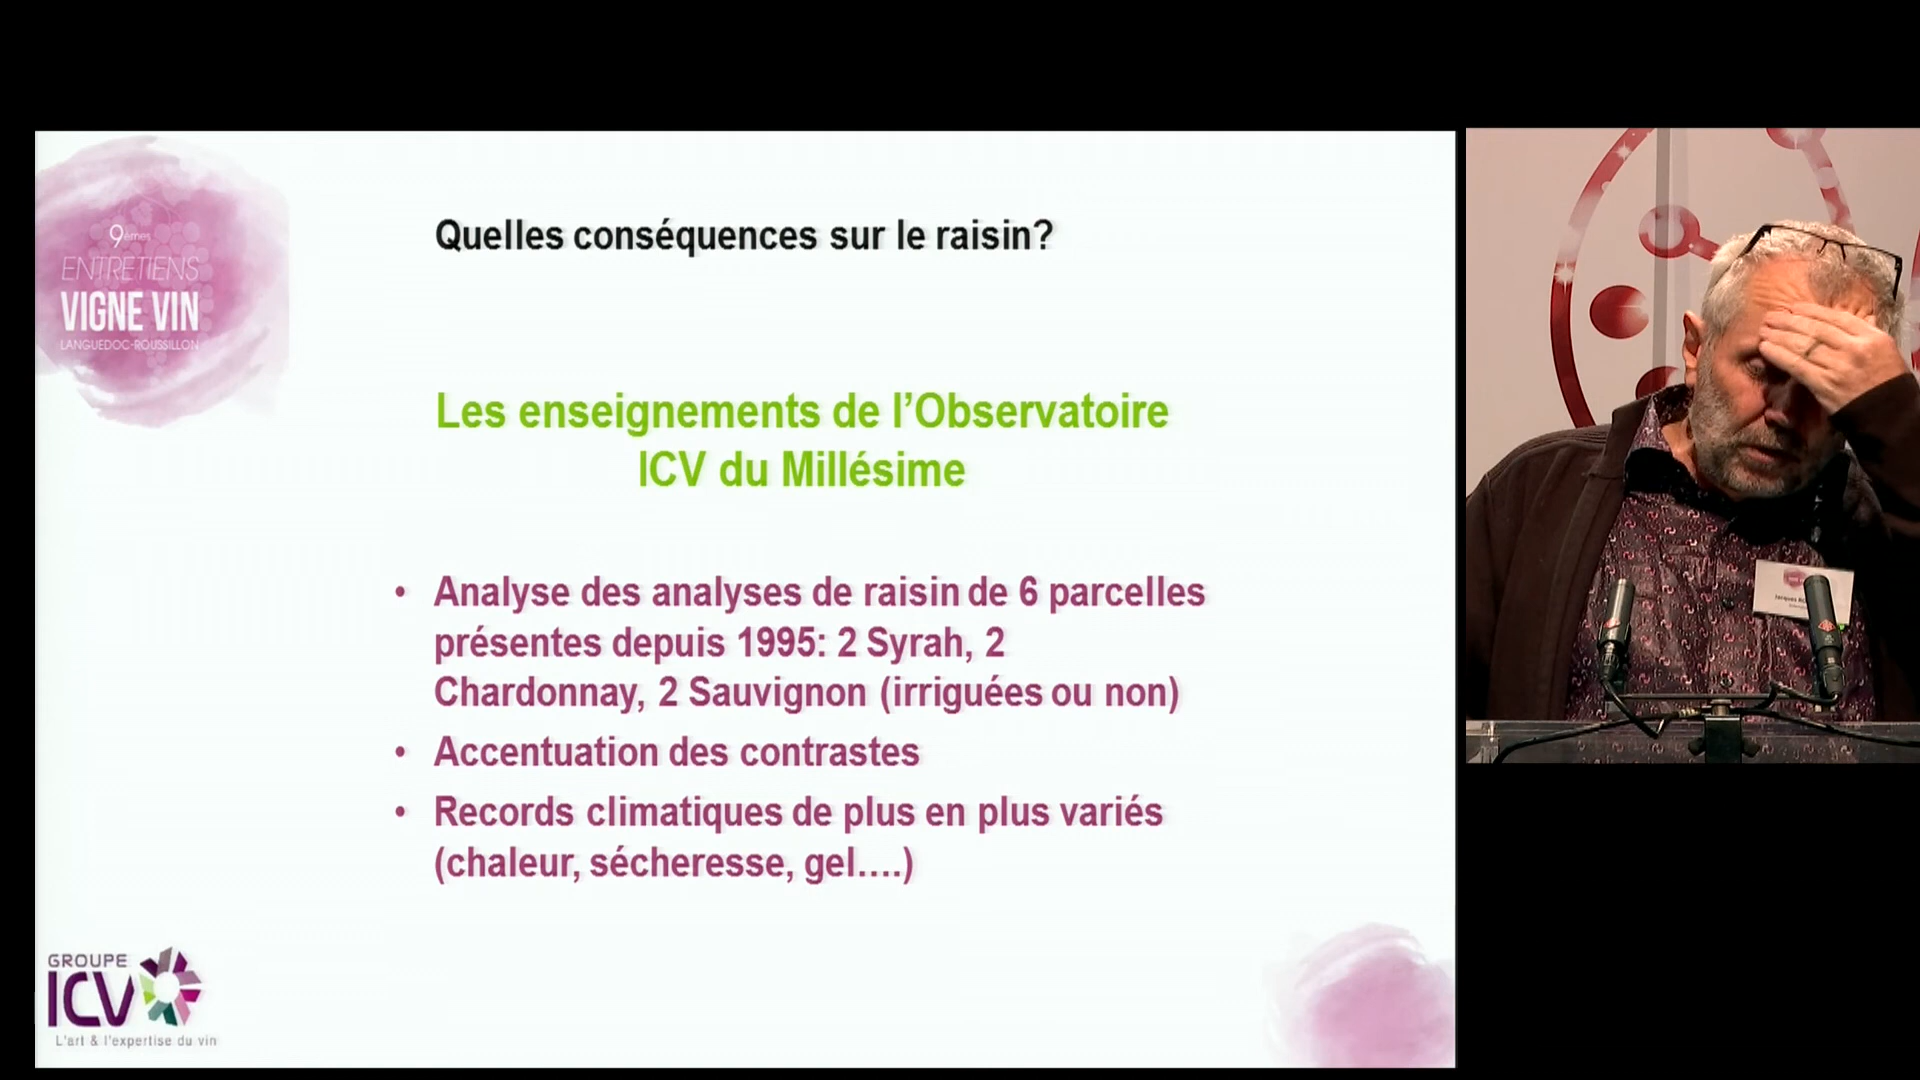 9èmes
ENTRETIENS
VIGNE VIN
LANGUEDOC-ROUSSILLON
Quelles conséquences sur le raisin?
Les enseignements de l’Observatoire
ICV du Millésime
• Analyse des analyses de raisin de 6 parcelles
présentes depuis 1995: 2 Syrah, 2
Chardonnay, 2 Sauvignon (irriguées ou non)
• Accentuation des contrastes
• Records climatiques de plus en plus variés
(chaleur, sécheresse, gel….)
GROUPE
ICV
L'art & l'expertise du vin
Jacques